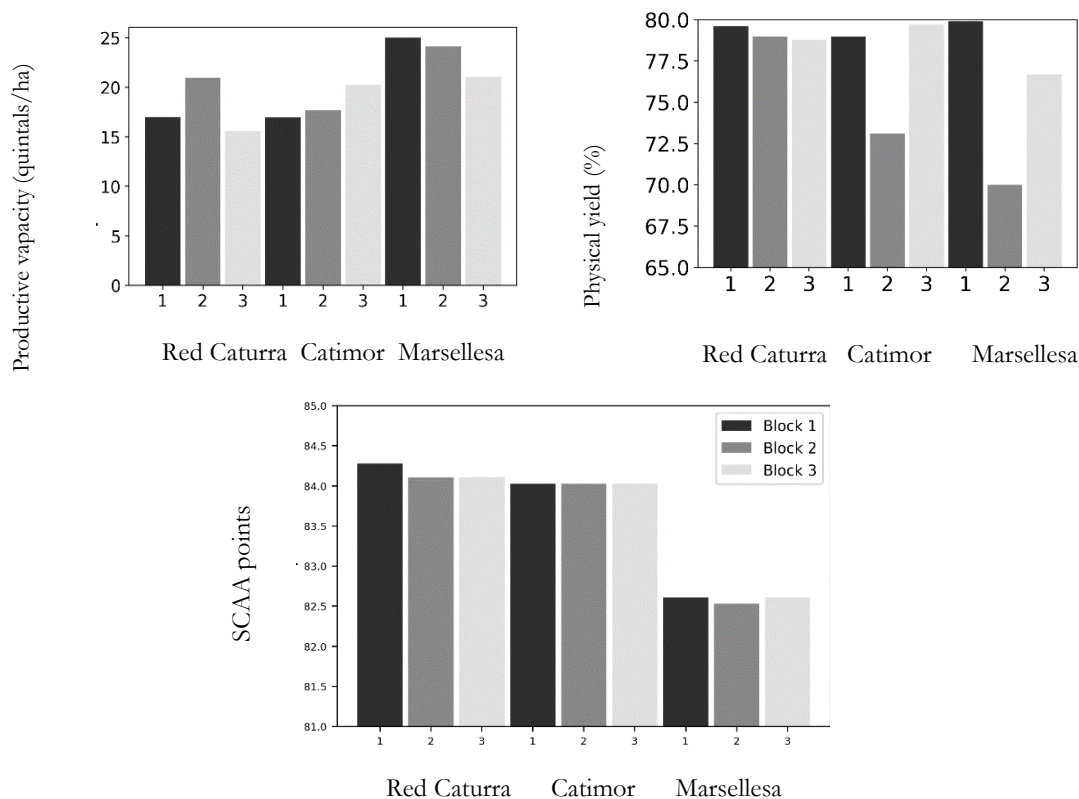 Productive vapacity (quintals/ha)
25
20
15
10
5
0
1 2 3 1 2 3 1 2 3
Red Caturra Catimor Marsellesa
Physical yield (%)
80.0
77.5
75.0
72.5
70.0
67.5
65.0
1 2 3 1 2 3 1 2 3
Red Caturra Catimor Marsellesa
SCAA points
85.0
84.5
84.0
83.5
83.0
82.5
82.0
81.5
81.0
Block 1
Block 2
Block 3
1 2 3 1 2 3 1 2 3
Red Caturra Catimor Marsellesa